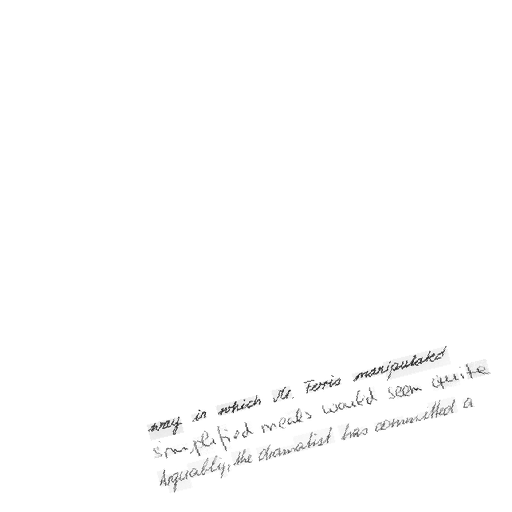 way in which Mr. Ferris manipulated
simplified meals would seem quite
Arguably, the dramatist has committed a